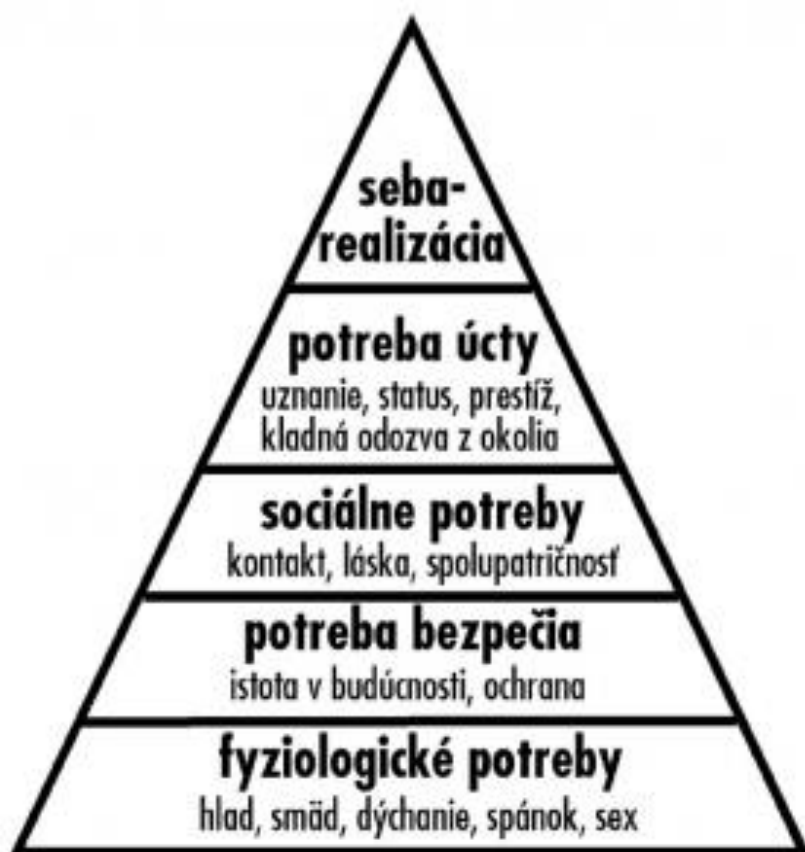 seba-
realizácia
potreba úcty
uznanie, status, prestíž,
kladná odozva z okolia
sociálne potreby
kontakt, láska, spolupatričnosť
potreba bezpečia
istota v budúcnosti, ochrana
fyziologické potreby
hlad, smäd, dýchanie, spánok, sex